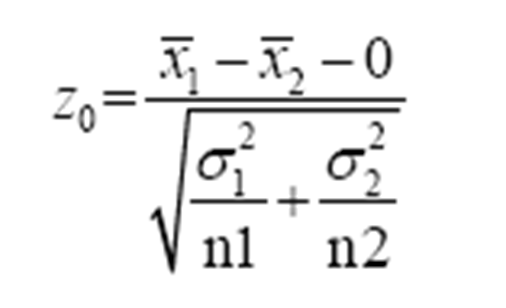 z₀ = (x̄₁ − x̄₂ − 0) / √(σ₁²/n1 + σ₂²/n2)